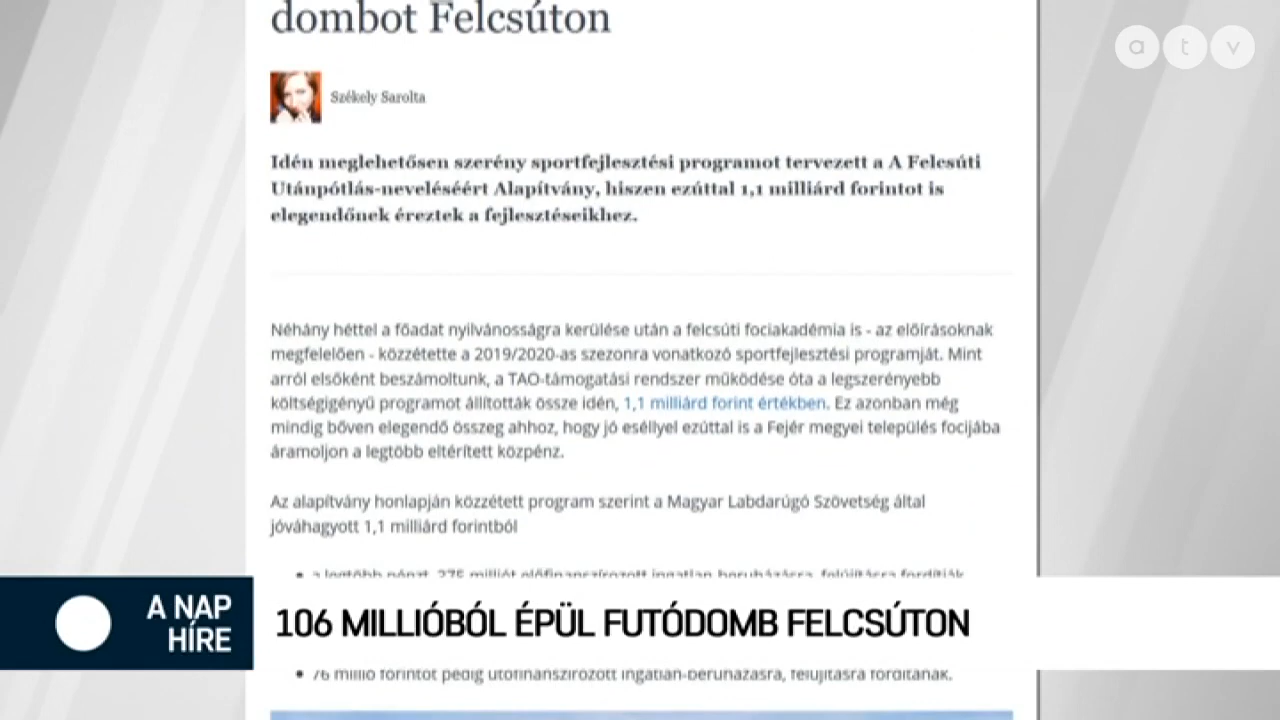 dombot Felcsúton
atv
Székely Sarolta
Idén meglehetősen szerény sportfejlesztési programot tervezett a A Felcsúti
Utánpótlás-neveléséért Alapítvány, hiszen ezúttal 1,1 milliárd forintot is
elegendőnek éreztek a fejlesztéseikhez.
Néhány héttel a főadat nyilvánosságra kerülése után a felcsúti fociakadémia is - az előírásoknak
megfelelően - közzétette a 2019/2020-as szezonra vonatkozó sportfejlesztési programját. Mint
arról elsőként beszámoltunk, a TAO-támogatási rendszer működése óta a legszerényebb
költségigényű programot állították össze idén, 1,1 milliárd forint értékben. Ez azonban még
mindig bőven elegendő összeg ahhoz, hogy jó eséllyel ezúttal is a Fejér megyei település focijába
áramoljon a legtöbb eltérített közpénz.
Az alapítvány honlapján közzétett program szerint a Magyar Labdarúgó Szövetség által
jóváhagyott 1,1 milliárd forintból
• a legtöbb pénzt, 275 milliót előfinanszírozott ingatlan beruházásra, felújításra fordítják
A NAP
HÍRE
106 MILLIÓBÓL ÉPÜL FUTÓDOMB FELCSÚTON
• 76 millió forintot pedig utófinanszírozott ingatlan-beruházásra, felújításra fordítanak.